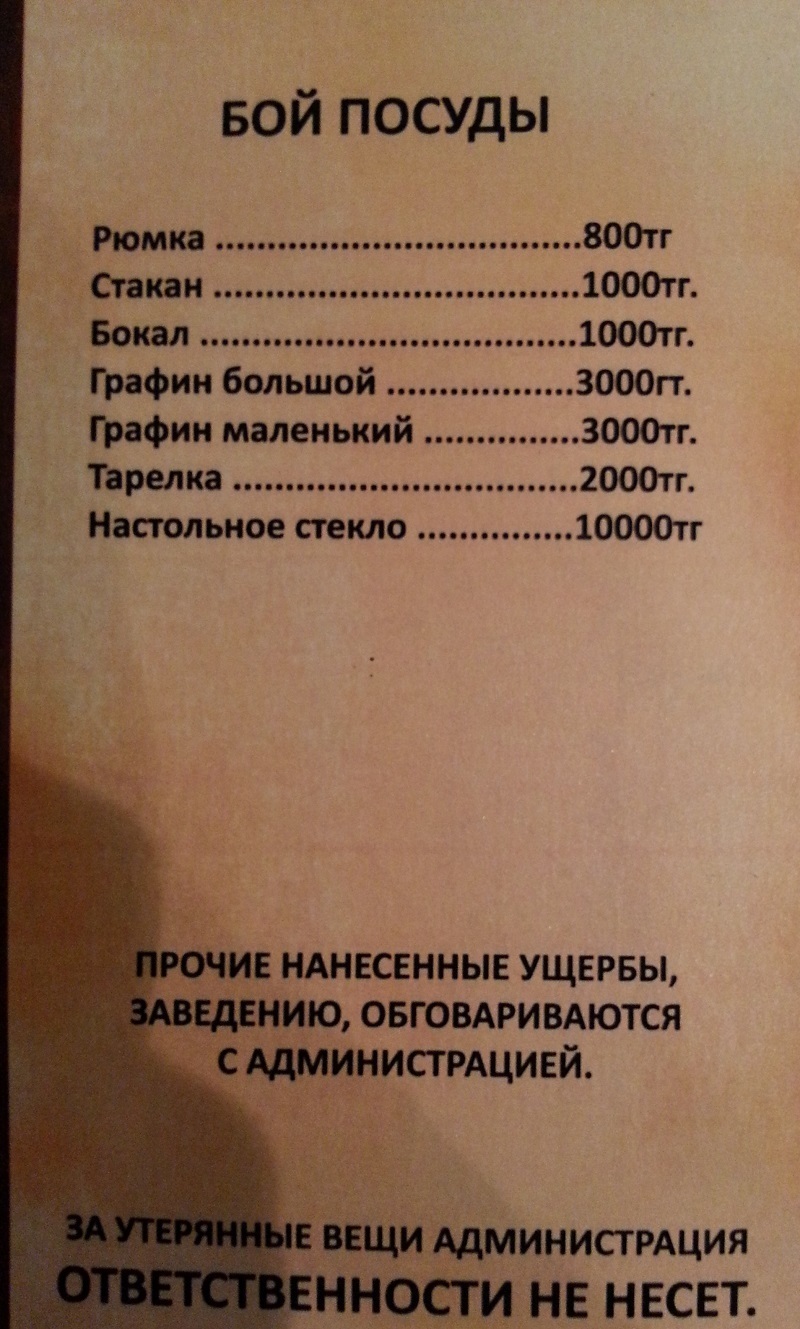 БОЙ ПОСУДЫ
Рюмка ....................................800тг
Стакан ....................................1000тг.
Бокал .....................................1000тг.
Графин большой ..................3000гт.
Графин маленький ...............3000тг.
Тарелка ..................................2000тг.
Настольное стекло ...............10000тг
ПРОЧИЕ НАНЕСЕННЫЕ УЩЕРБЫ,
ЗАВЕДЕНИЮ, ОБГОВАРИВАЮТСЯ
С АДМИНИСТРАЦИЕЙ.
ЗА УТЕРЯННЫЕ ВЕЩИ АДМИНИСТРАЦИЯ
ОТВЕТСТВЕННОСТИ НЕ НЕСЕТ.